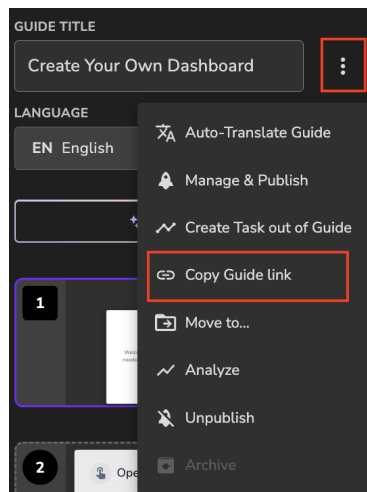 GUIDE TITLE
Create Your Own Dashboard
LANGUAGE
EN English
Auto-Translate Guide
Manage & Publish
Create Task out of Guide
Copy Guide link
Move to...
Analyze
Unpublish
Archive
1
2
Ope